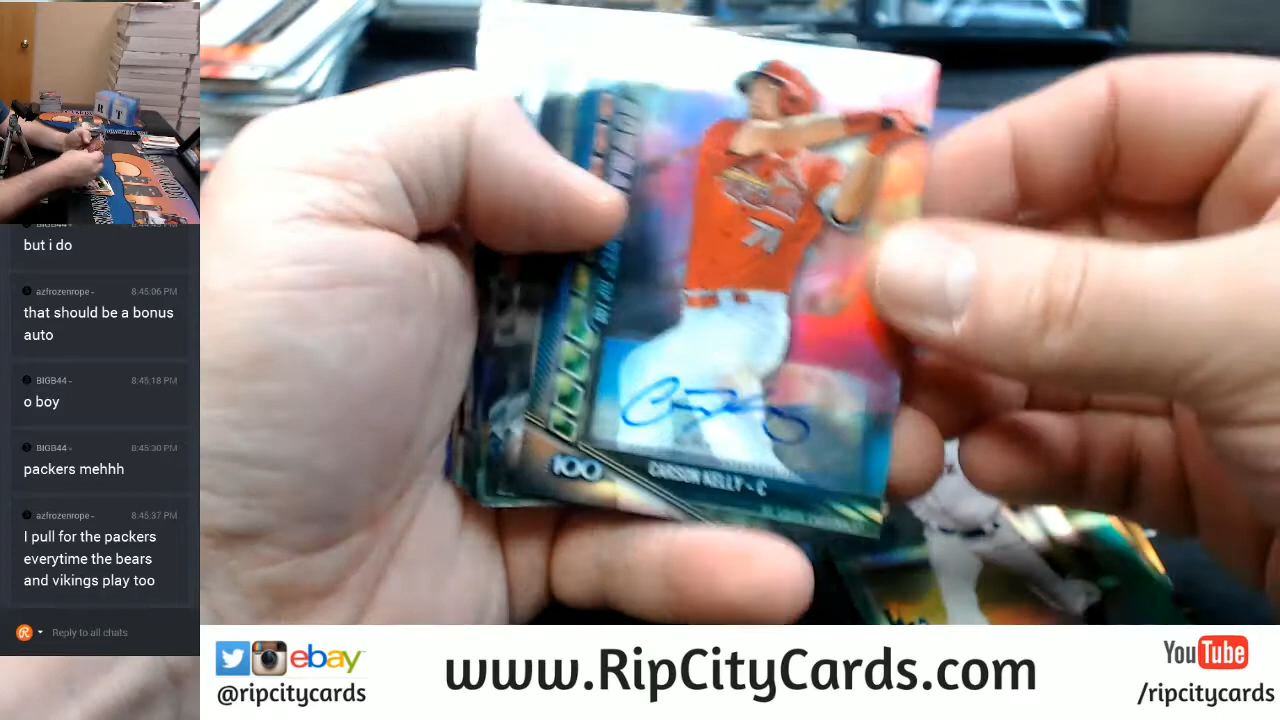 BIGB44-
but i do
azfrozenrope- 8:45:06 PM
that should be a bonus
auto
BIGB44- 8:45:18 PM
o boy
BIGB44- 8:45:30 PM
packers mehhh
azfrozenrope- 8:45:37 PM
I pull for the packers
everytime the bears
and vikings play too
Reply to all chats
71
100
CARSON KELLY - C
ebay
@ripcitycards
www.RipCityCards.com
YouTube
/ripcitycards